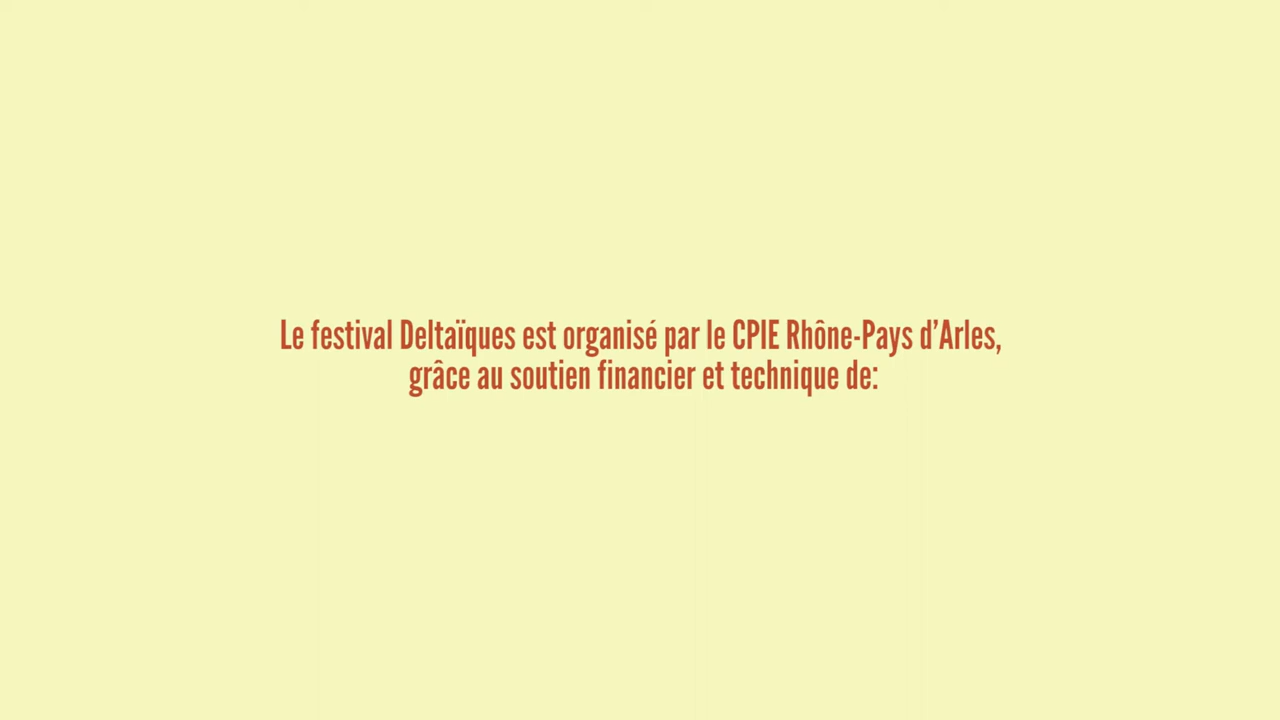 Le festival Deltaïques est organisé par le CPIE Rhône-Pays d’Arles,
grâce au soutien financier et technique de: